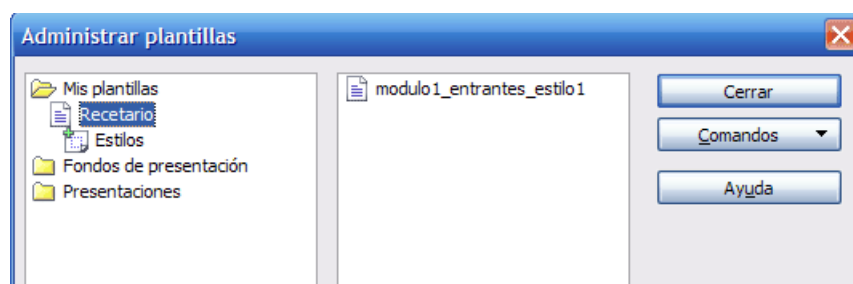 Administrar plantillas
Mis plantillas
Recetario
Estilos
Fondos de presentación
Presentaciones
modulo1_entrantes_estilo1
Cerrar
Comandos
Ayuda